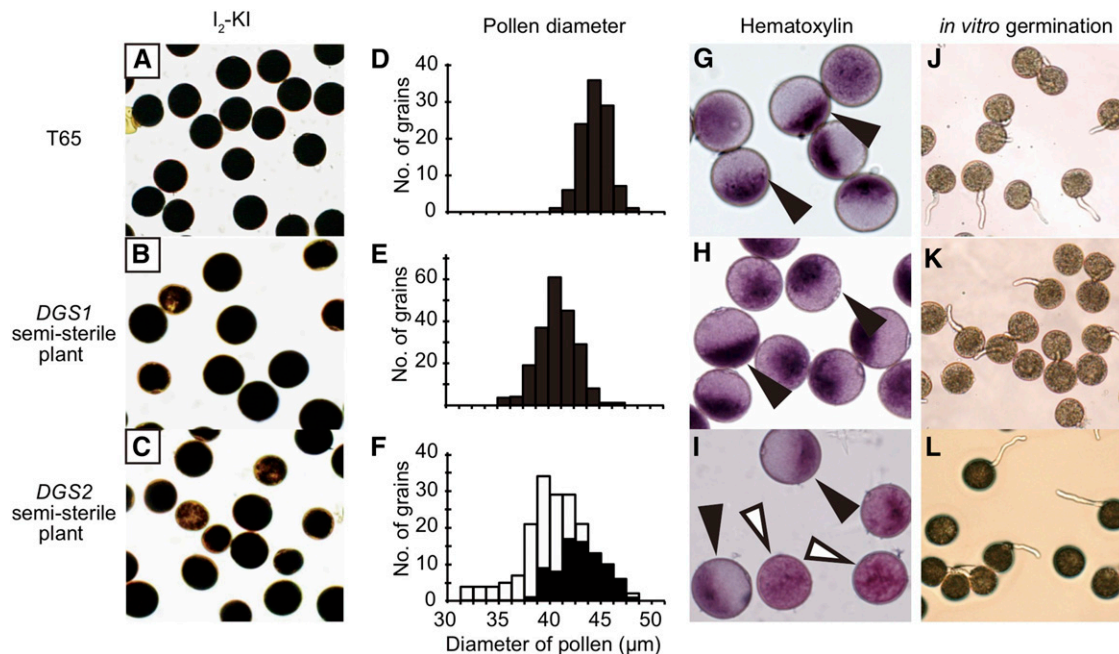 I₂-KI
Pollen diameter
Hematoxylin
in vitro germination
T65
A
D
No. of grains
40
30
20
10
0
G
J
DGS1
semi-sterile
plant
B
E
No. of grains
60
40
20
H
K
DGS2
semi-sterile
plant
C
F
No. of grains
40
30
20
10
0
30 35 40 45 50
Diameter of pollen (µm)
I
L